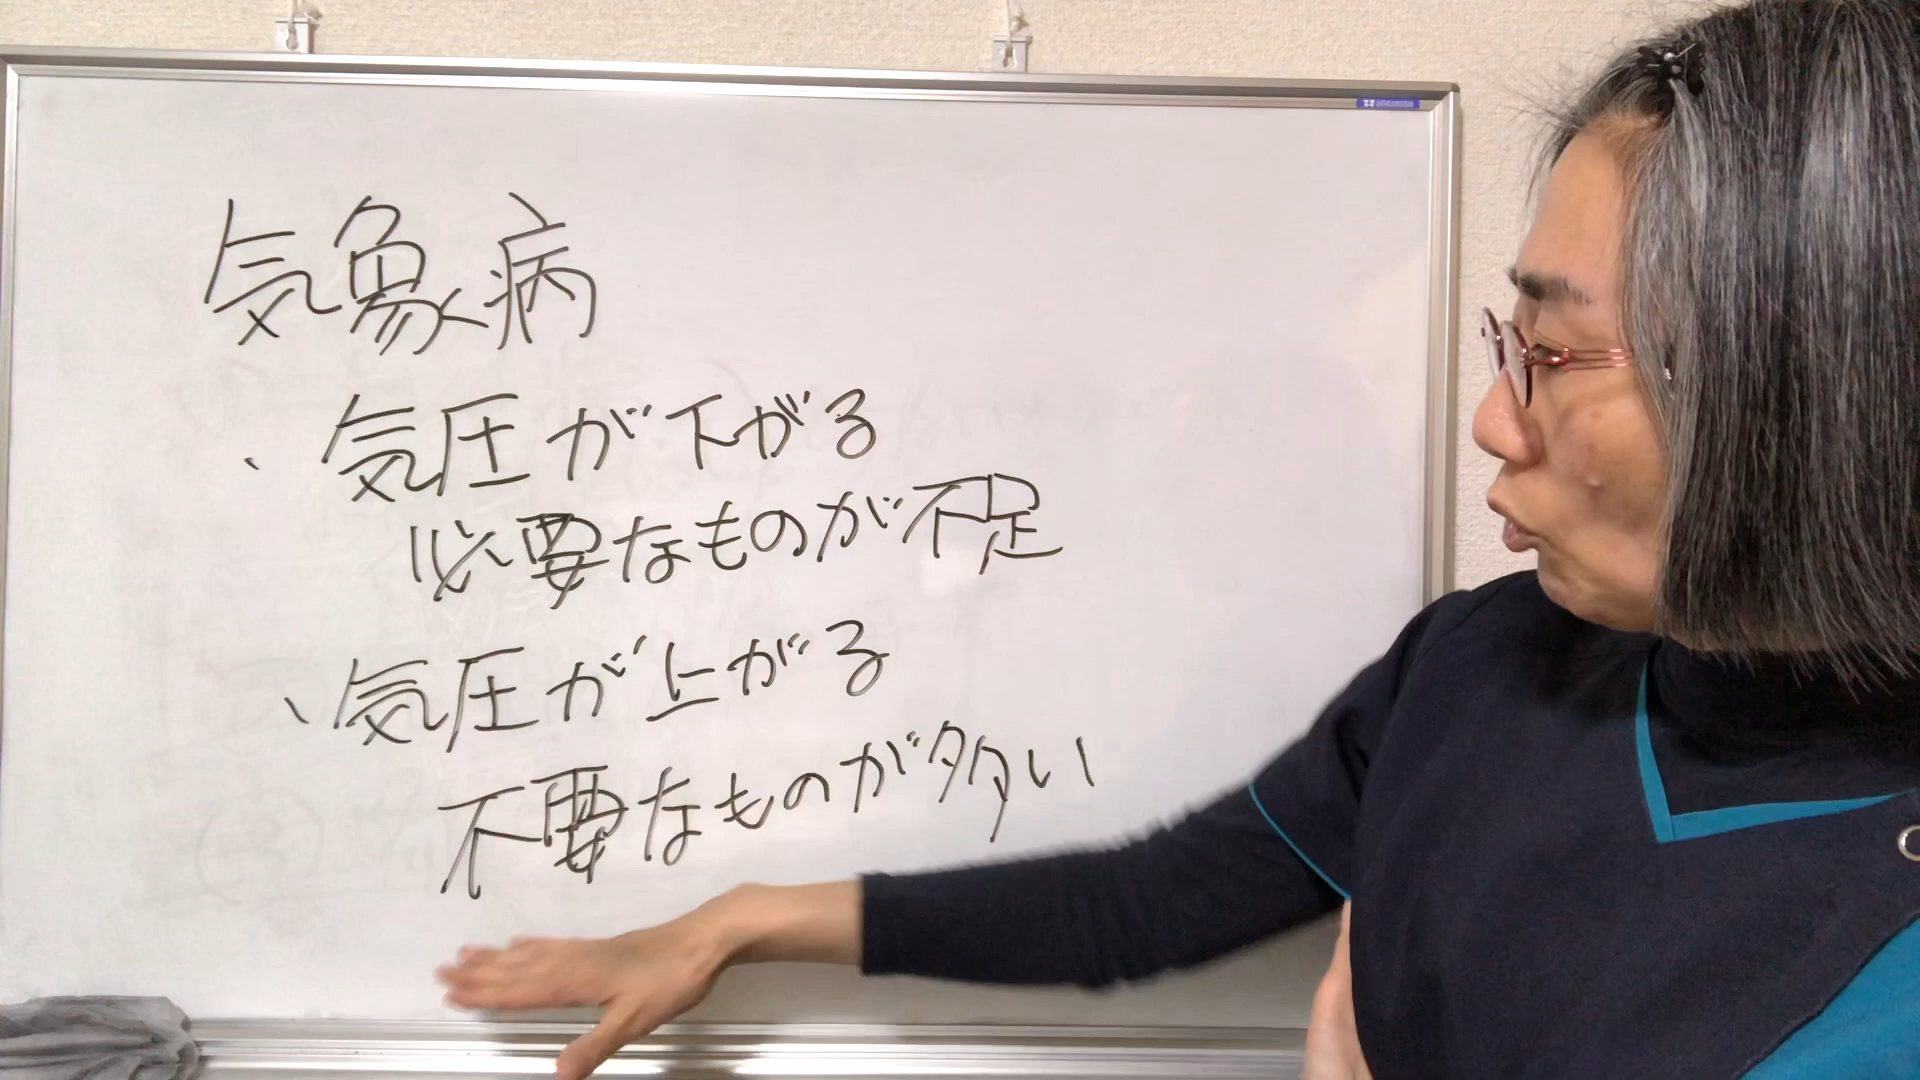 気象病
・気圧が下がる
必要なものが不足
・気圧が上がる
不要なものが多い